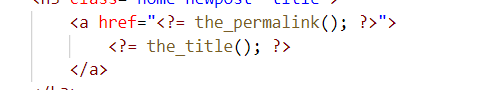 <a href="<?= the_permalink(); ?>">
<?= the_title(); ?>
</a>